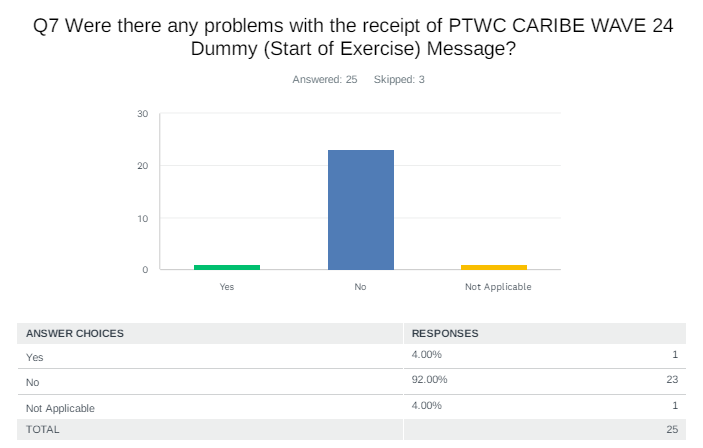 Q7 Were there any problems with the receipt of PTWC CARIBE WAVE 24
Dummy (Start of Exercise) Message?
Answered: 25 Skipped: 3
30
20
10
0
Yes No Not Applicable
ANSWER CHOICES RESPONSES
Yes 4.00% 1
No 92.00% 23
Not Applicable 4.00% 1
TOTAL 25